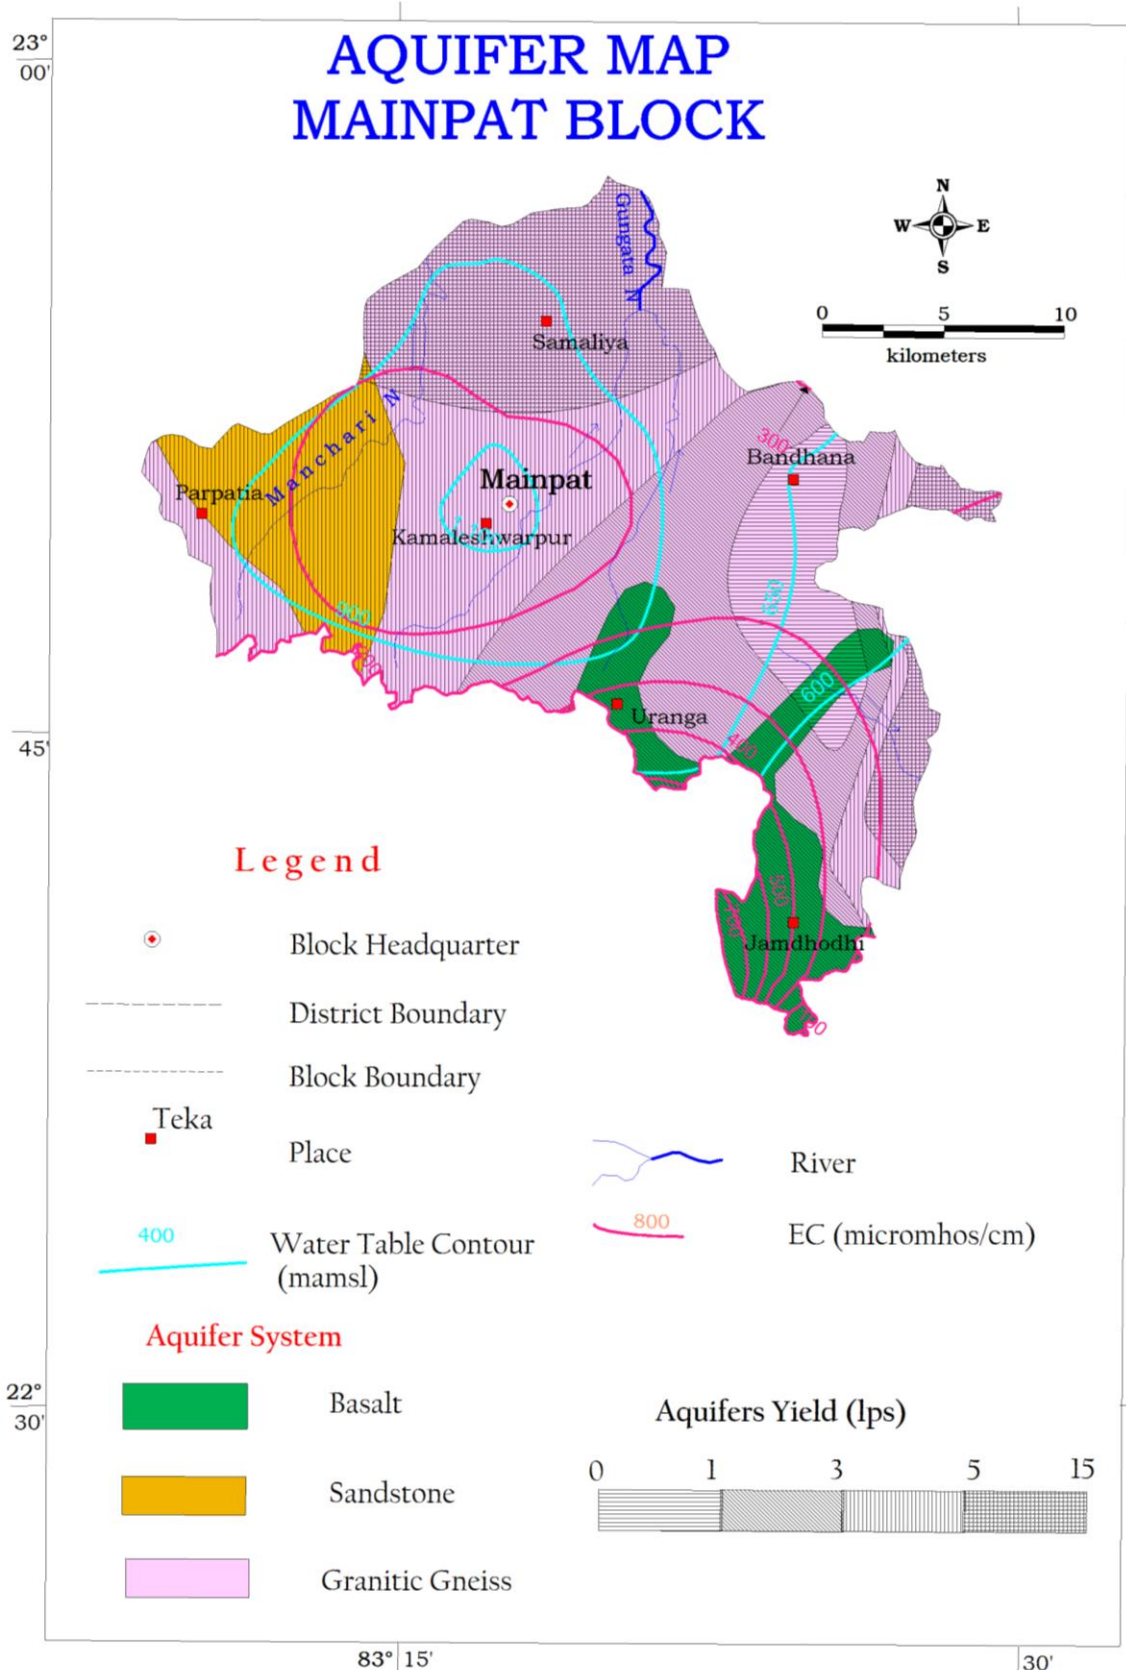 AQUIFER MAP
MAINPAT BLOCK
23°
00'
N
W E
S
0 5 10
kilometers
Gungata N
Samaliya
Manchari N
300
Bandhana
Mainpat
Parpatia
Kamaleshwarpur
900
550
600
Uranga
400
45'
500
Jamdhodhi
Legend
Block Headquarter
District Boundary
Block Boundary
Teka
Place
River
400
Water Table Contour
(mamsl)
800
EC (micromhos/cm)
Aquifer System
Basalt
Sandstone
Granitic Gneiss
Aquifers Yield (lps)
0 1 3 5 15
22°
30'
83° 15'
30'